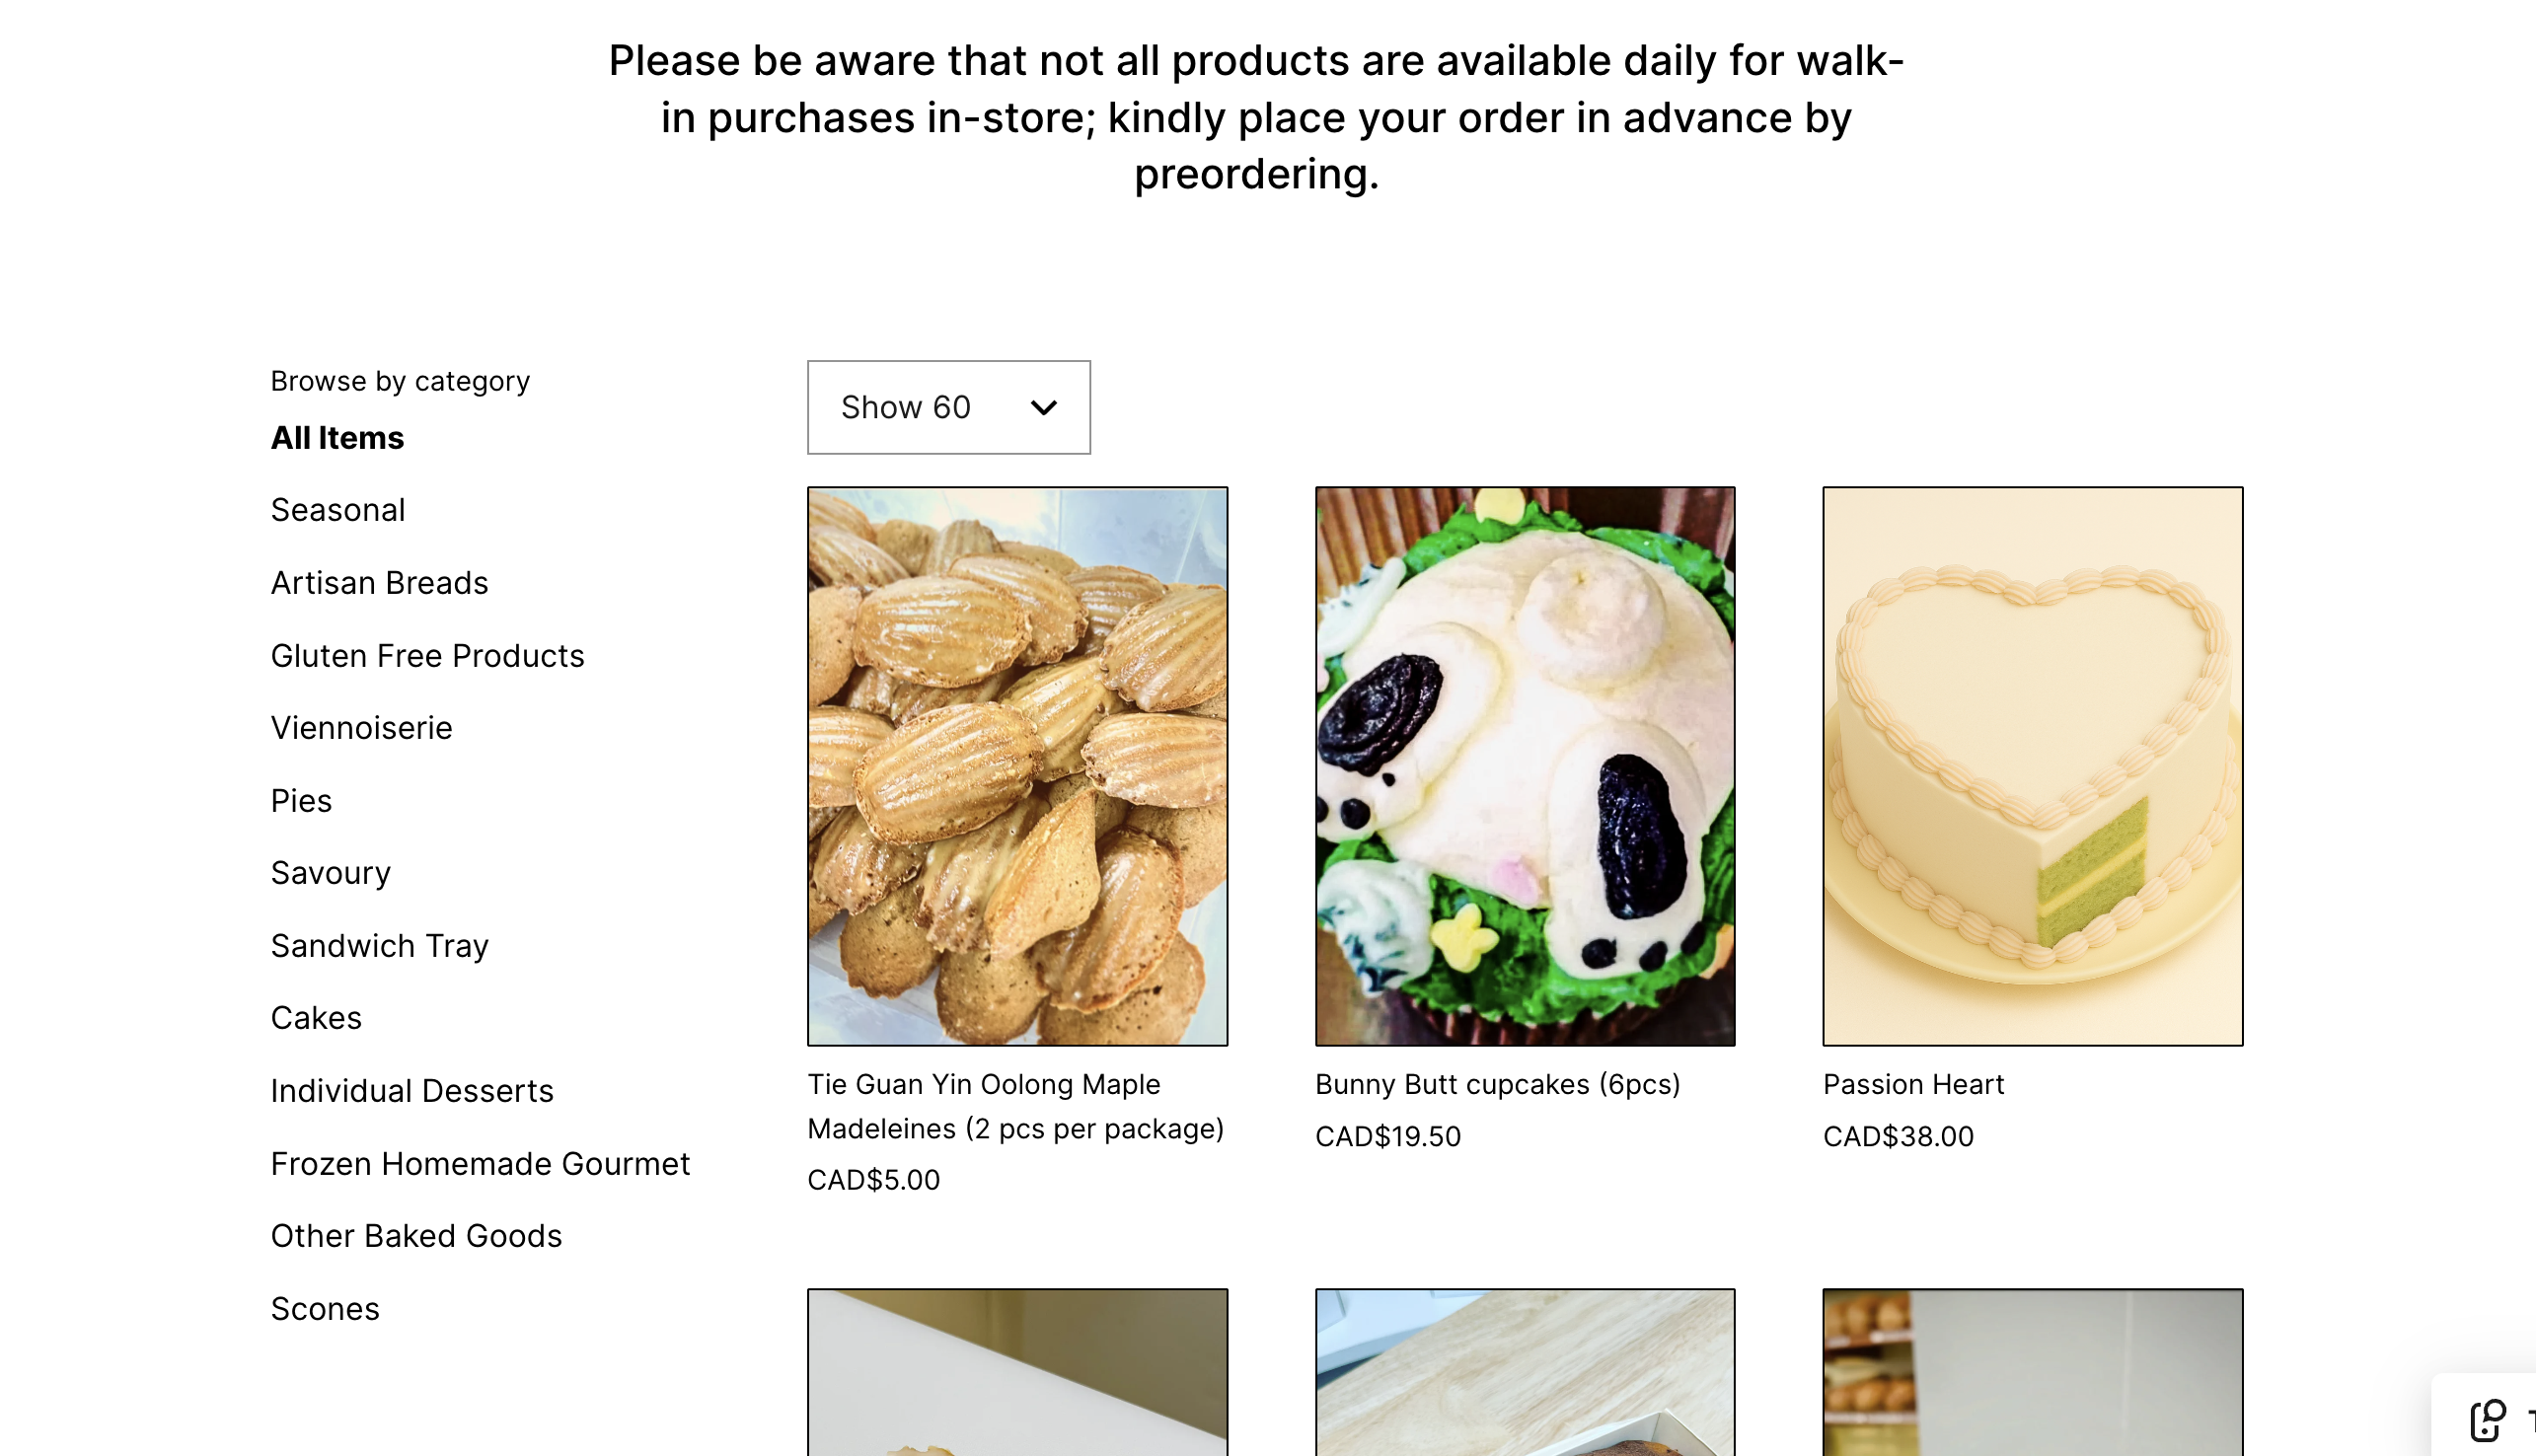 Please be aware that not all products are available daily for walk-
in purchases in-store; kindly place your order in advance by
preordering.
Browse by category
All Items
Seasonal
Artisan Breads
Gluten Free Products
Viennoiserie
Pies
Savoury
Sandwich Tray
Cakes
Individual Desserts
Frozen Homemade Gourmet
Other Baked Goods
Scones
Show 60
Tie Guan Yin Oolong Maple
Madeleines (2 pcs per package)
CAD$5.00
Bunny Butt cupcakes (6pcs)
CAD$19.50
Passion Heart
CAD$38.00